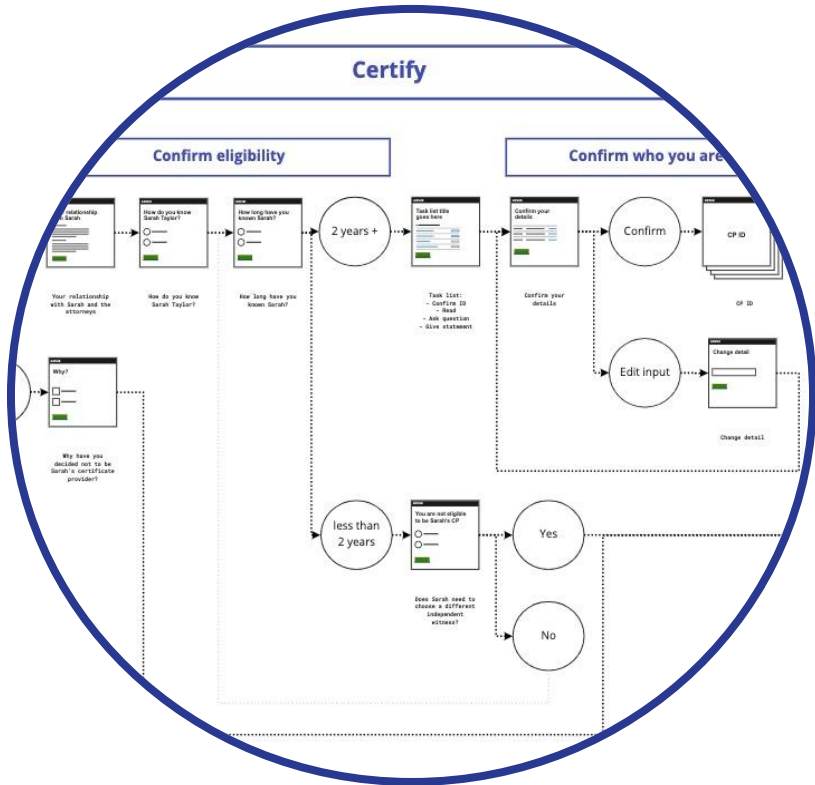 Certify
Confirm eligibility
Confirm who you are
relationship
Sarah
How do you know
Sarah Taylor?
How long have you
known Sarah?
2 years +
Task list title
goes here
Confirm your
details
Confirm
CP ID
Your relationship
with Sarah and the
attorneys
How do you know
Sarah Taylor?
How long have you
known Sarah?
Task list:
- Confirm ID
- Read
- Ask question
- Give statement
Confirm your
details
CP ID
Why?
Edit input
Change detail
Why have you
decided not to be
Sarah's certificate
provider?
Change detail
less than
2 years
You are not eligible
to be Sarah's CP
Yes
Does Sarah need to
choose a different
independent
witness?
No